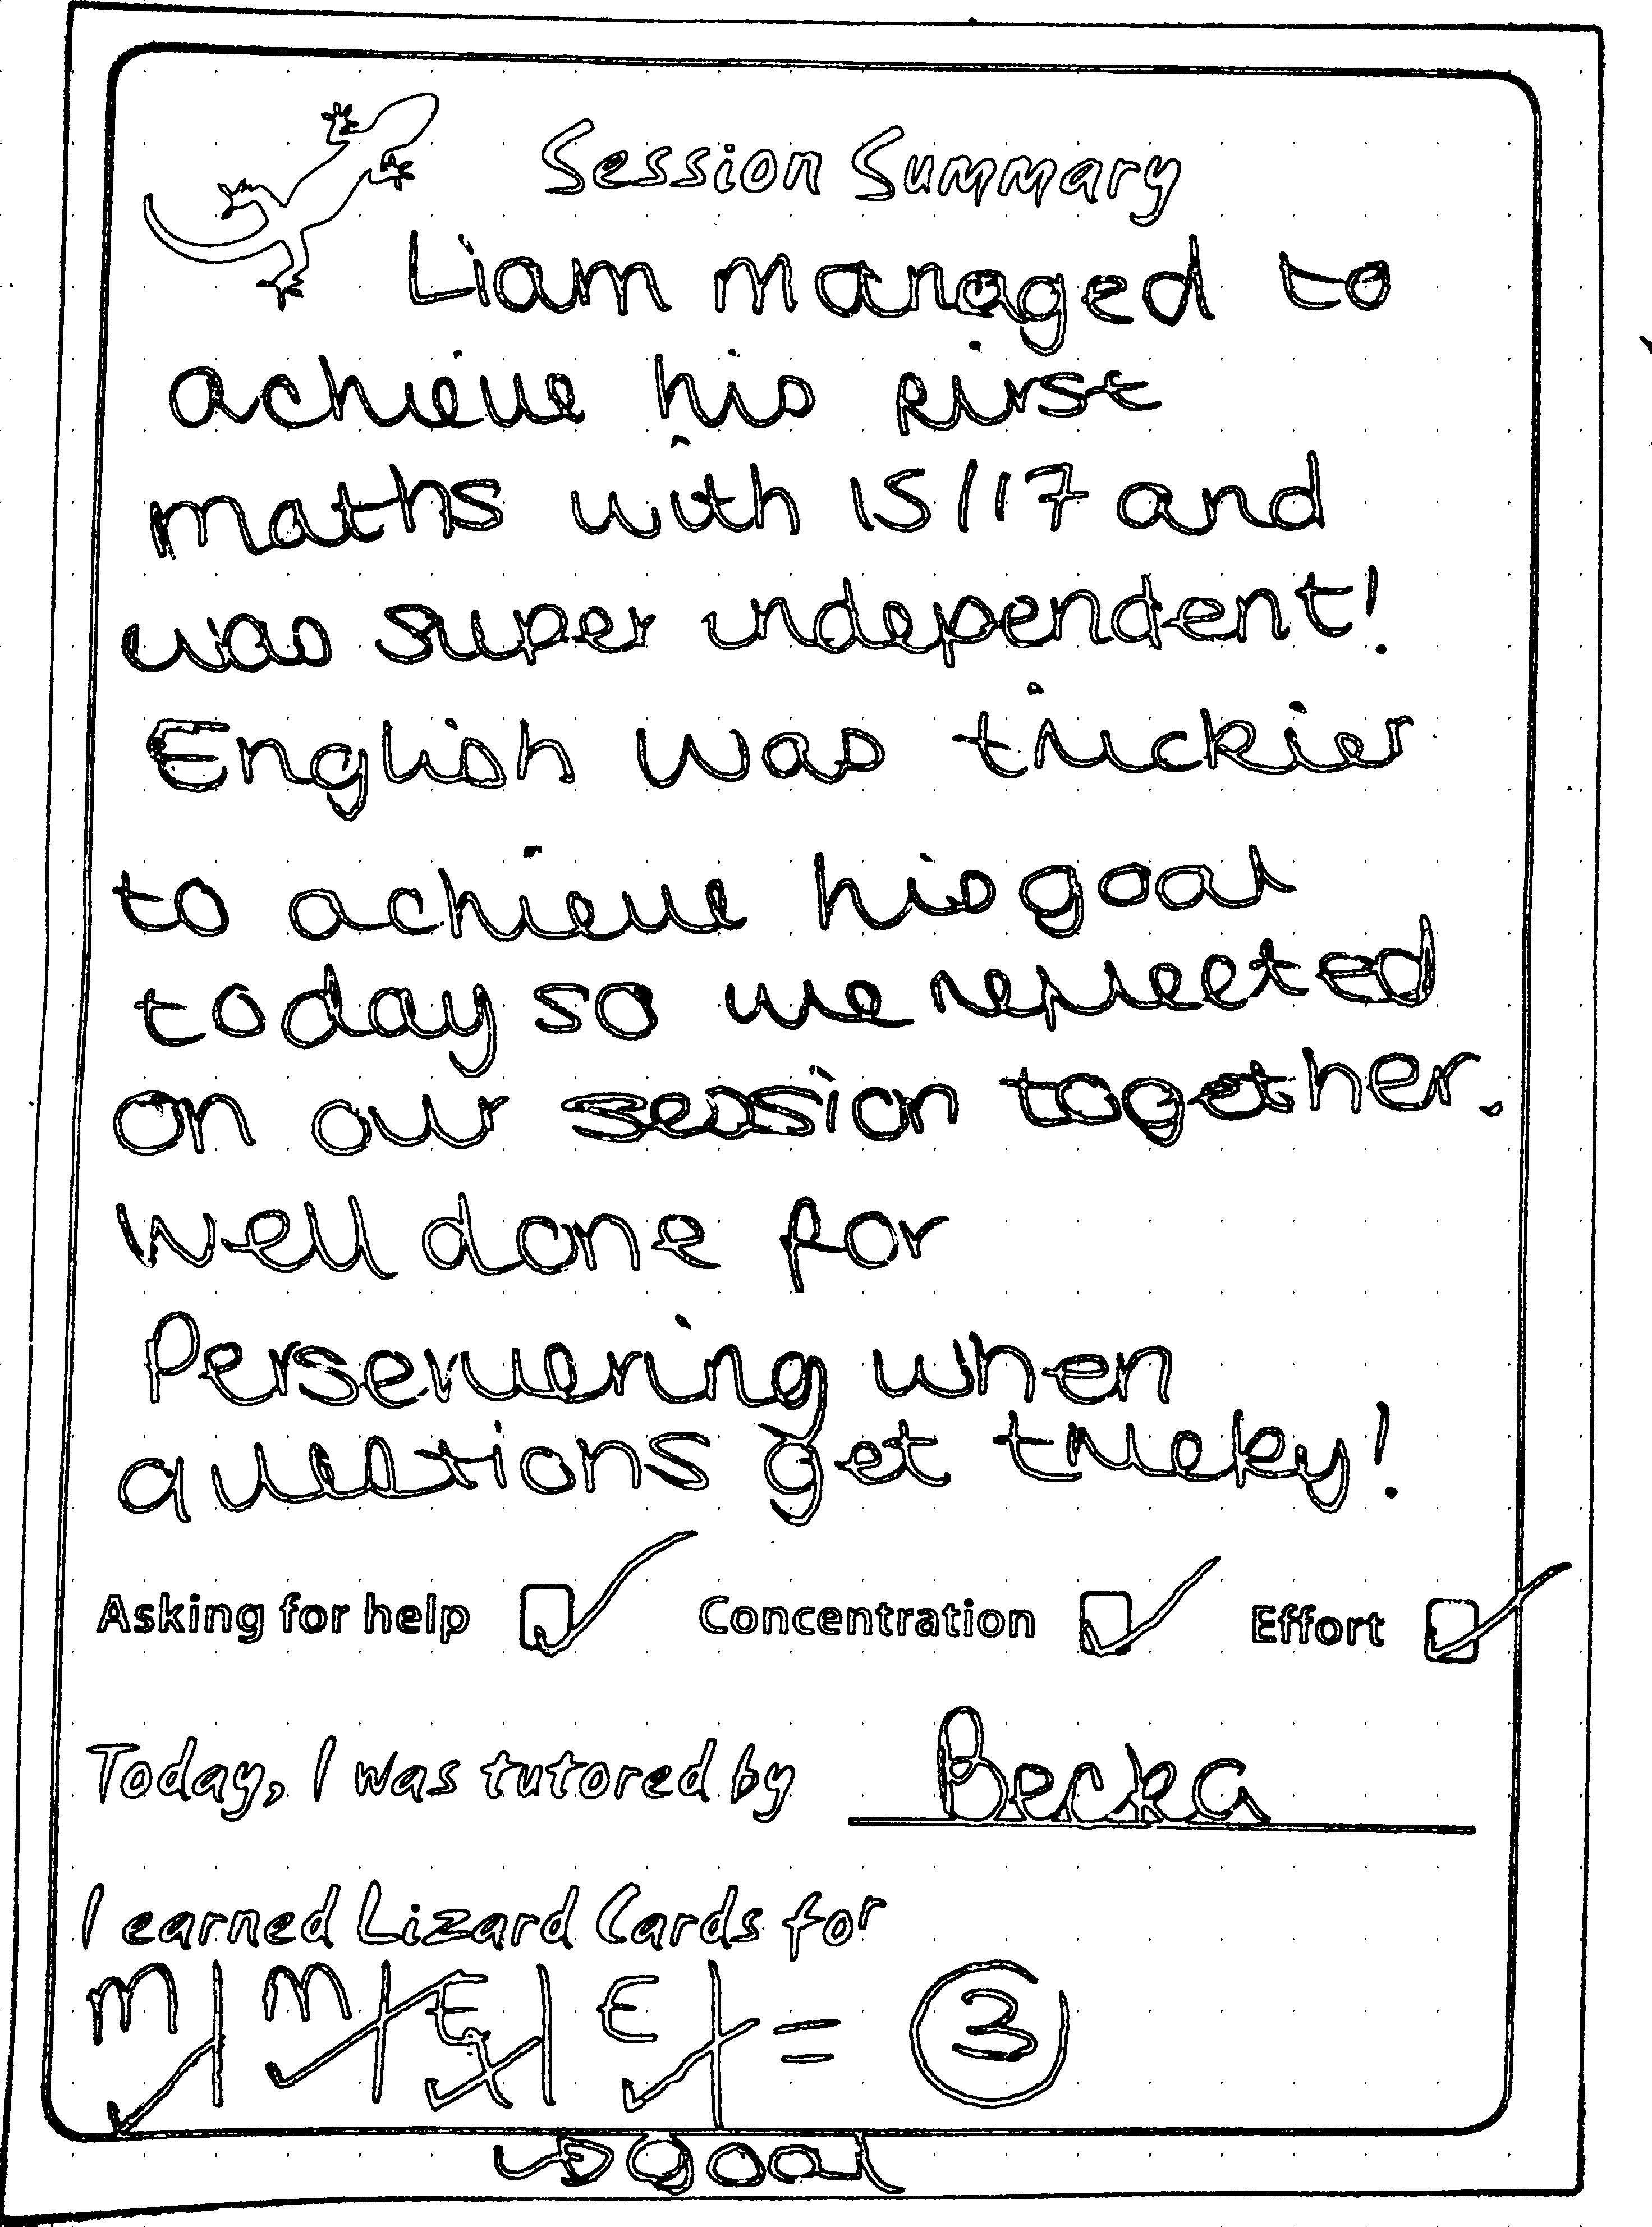 Session Summary
Liam managed to
achieve his first
maths with 15/17 and
was super independent!
English was trickier
to achieve his goal
today so we reflected
on our session together.
Well done for
Persevering when
questions get tricky!
Asking for help Concentration Effort
Today, I was tutored by Becka
I earned Lizard Cards for
M | M | E | E | = 3
goal